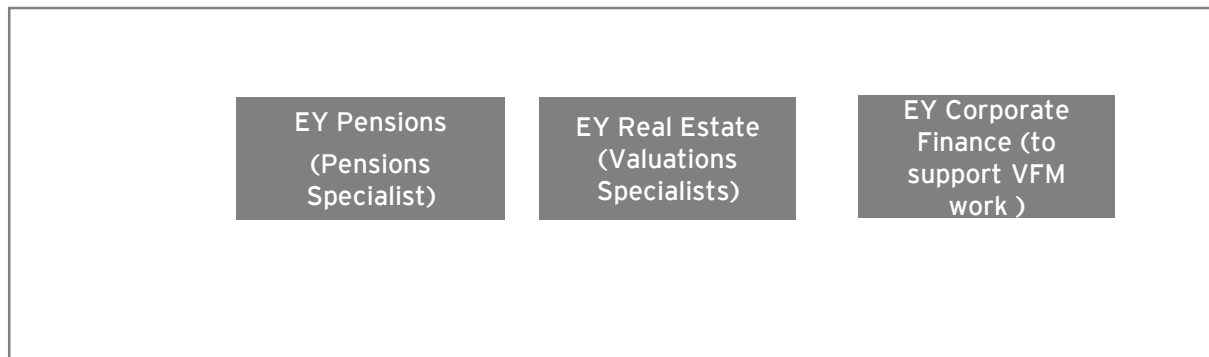 EY Pensions
(Pensions
Specialist)
EY Real Estate
(Valuations
Specialists)
EY Corporate
Finance (to
support VFM
work )